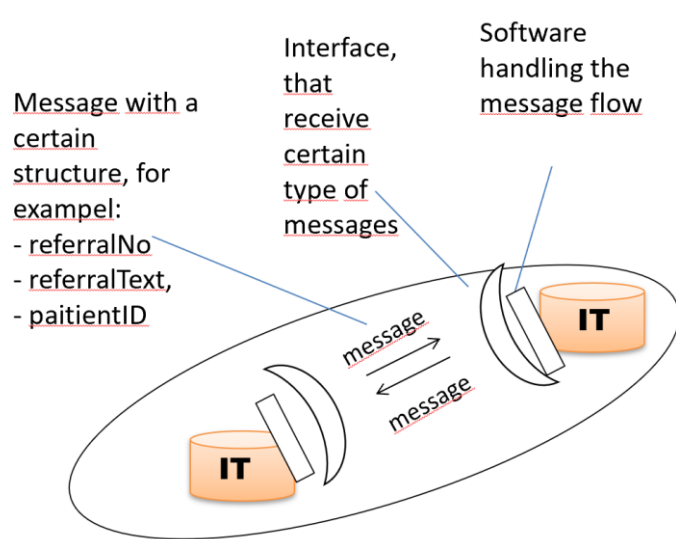 Message with a
certain
structure, for
exampel:
- referralNo
- referralText,
- paitientID
Interface,
that
receive
certain
type of
messages
Software
handling the
message flow
message
message
IT
IT